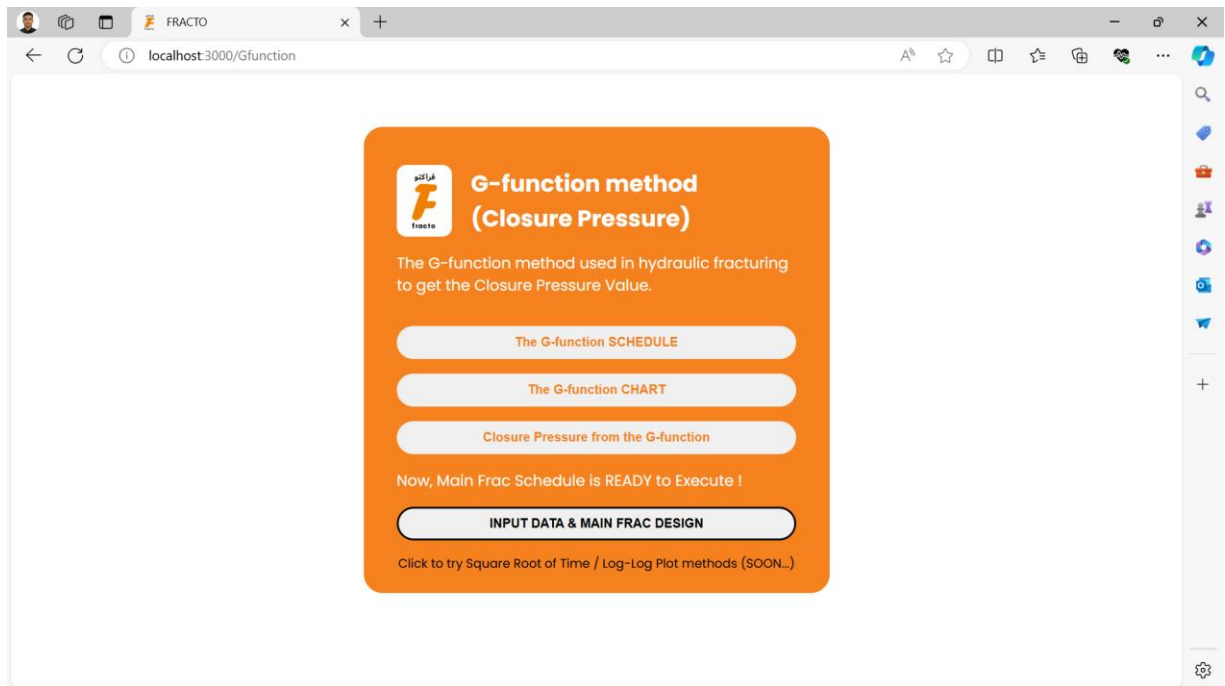 FRACTO
localhost:3000/Gfunction
فراكتو
fracto
G-function method
(Closure Pressure)
The G-function method used in hydraulic fracturing
to get the Closure Pressure Value.
The G-function SCHEDULE
The G-function CHART
Closure Pressure from the G-function
Now, Main Frac Schedule is READY to Execute !
INPUT DATA & MAIN FRAC DESIGN
Click to try Square Root of Time / Log-Log Plot methods (SOON...)